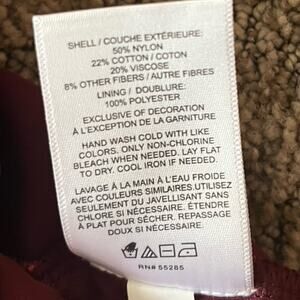 SHELL / COUCHE EXTÉRIEURE:
50% NYLON
22% COTTON / COTON
20% VISCOSE
8% OTHER FIBERS / AUTRE FIBRES
LINING / DOUBLURE:
100% POLYESTER
EXCLUSIVE OF DECORATION
À L'EXCEPTION DE LA GARNITURE
HAND WASH COLD WITH LIKE
COLORS. ONLY NON-CHLORINE
BLEACH WHEN NEEDED. LAY FLAT
TO DRY. COOL IRON IF NEEDED.
LAVAGE À LA MAIN À L'EAU FROIDE
AVEC COULEURS SIMILAIRES.UTILISER
SEULEMENT DU JAVELLISANT SANS
CHLORE SI NÉCESSAIRE. ÉTENDRE
À PLAT POUR SÉCHER. REPASSAGE
DOUX SI NÉCESSAIRE.
RN# 55285